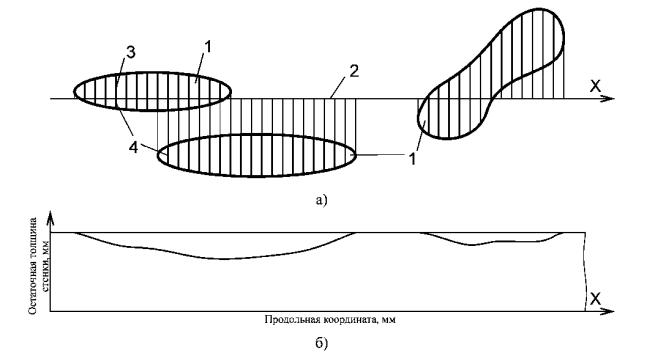 3
1
2
X
4
1
1
а)
Остаточная толщина
стенки, мм
X
Продольная координата, мм
б)